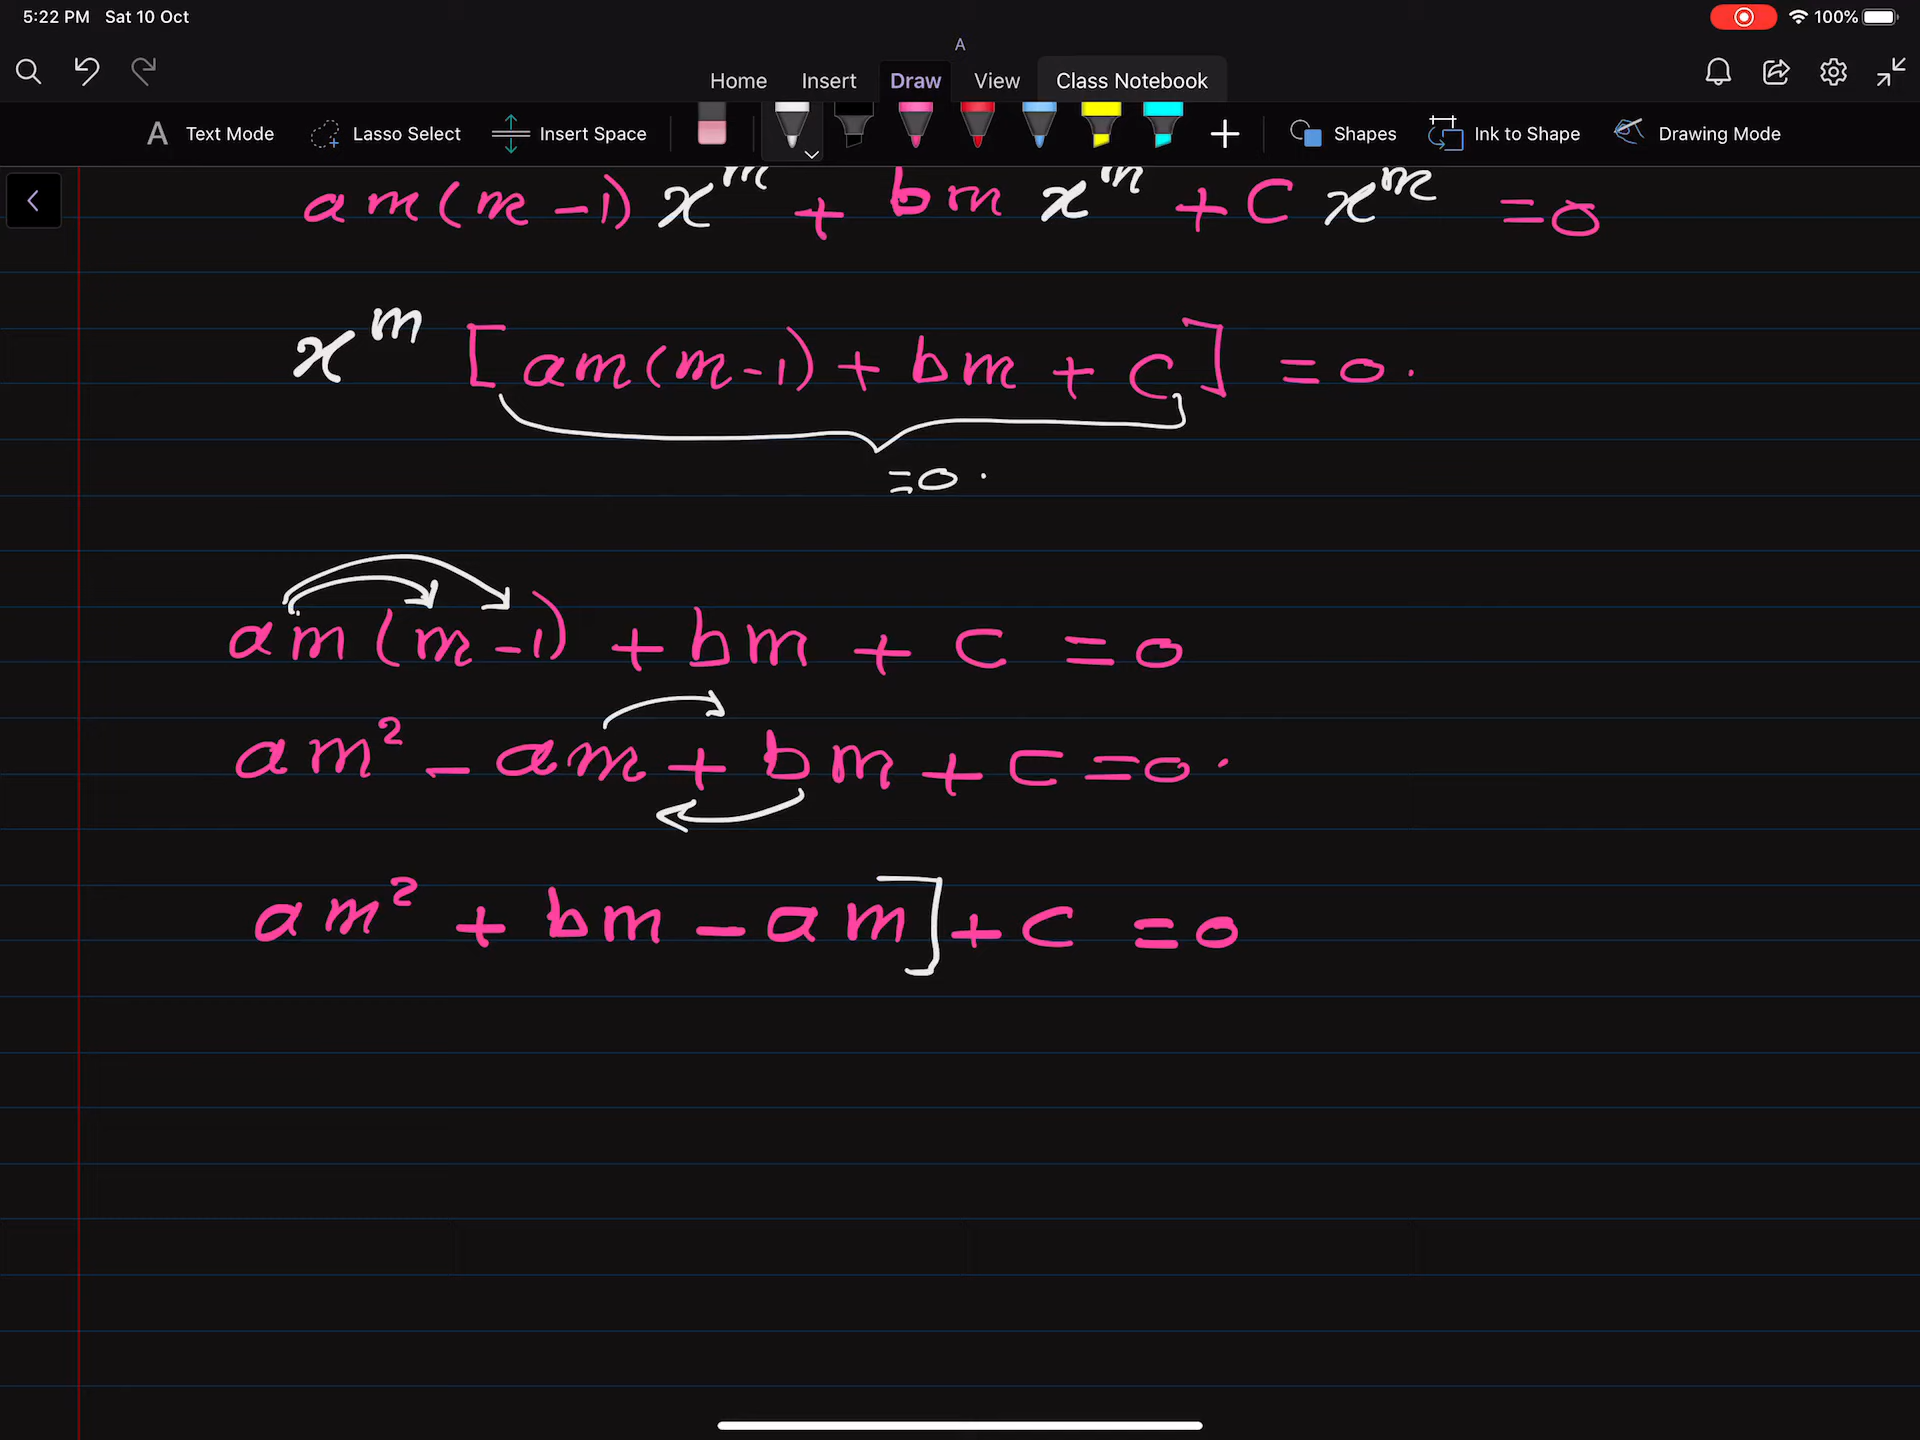 5:22 PM Sat 10 Oct
100%
A
Home Insert Draw View Class Notebook
A Text Mode Lasso Select Insert Space Shapes Ink to Shape Drawing Mode
am(m-1) x^m + bm x^m + c x^m = 0
x^m [am(m-1) + bm + c] = 0.
=0.
am(m-1) + bm + c = 0
am² - am + bm + c = 0.
am² + bm - am] + c = 0